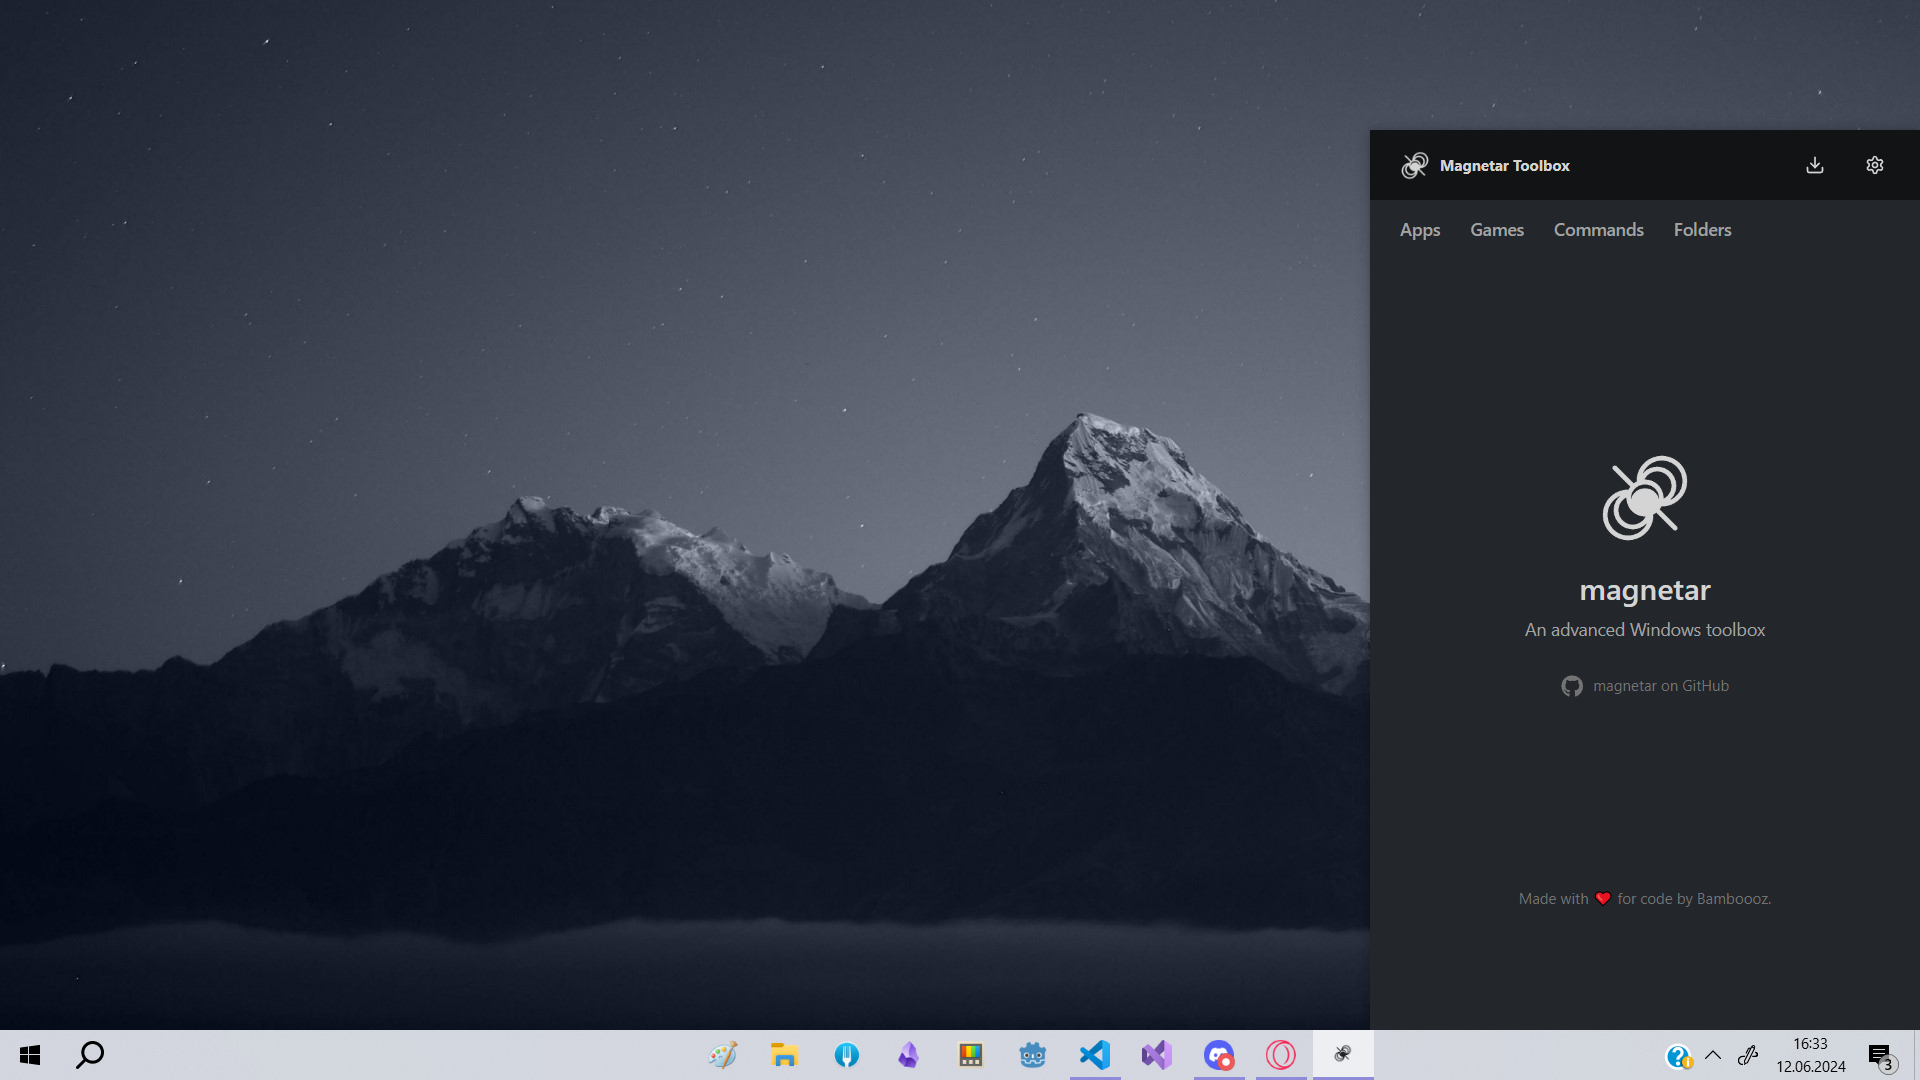 Magnetar Toolbox
Apps Games Commands Folders
magnetar
An advanced Windows toolbox
magnetar on GitHub
Made with ❤️ for code by Bamboooz.
16:33
12.06.2024
3